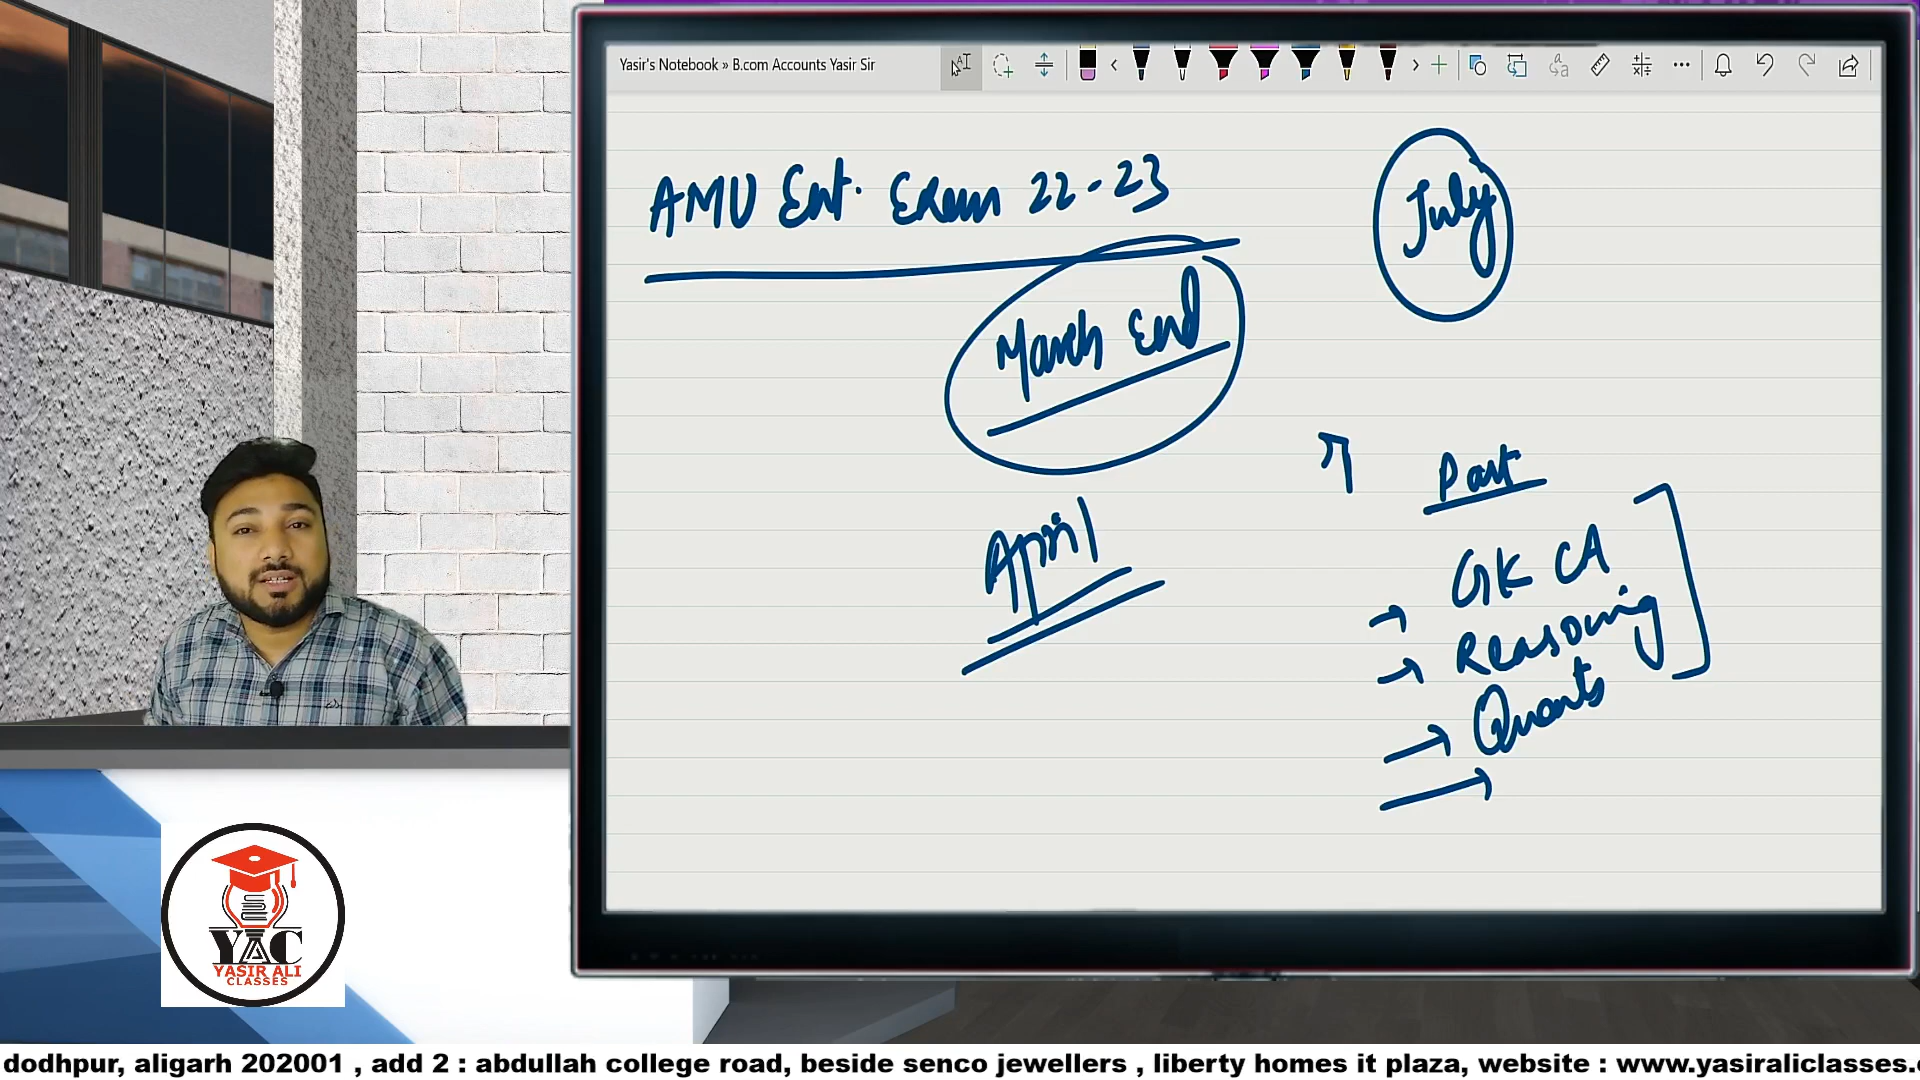 Yasir's Notebook » B.com Accounts Yasir Sir
AMU Ent. Exam 22-23
July
March End
Part
April
GK CA
Reasoning
Quants
YAC
YASIR ALI
CLASSES
dodhpur, aligarh 202001 , add 2 : abdullah college road, beside senco jewellers , liberty homes it plaza, website : www.yasiraliclasses.